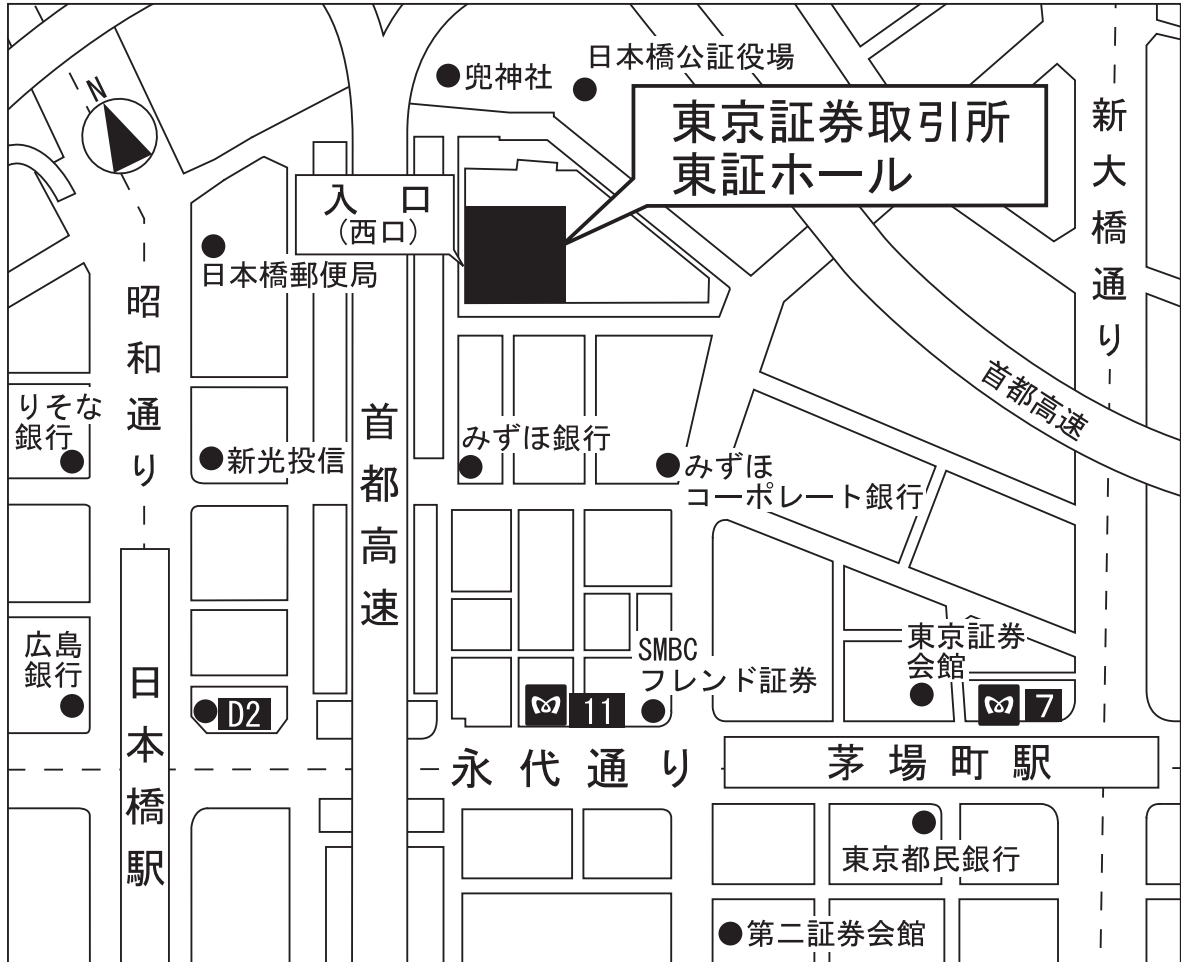 兜神社
日本橋公証役場
N
東京証券取引所
東証ホール
新大橋通り
入口
（西口）
日本橋郵便局
昭和通り
首都高速
りそな
銀行
新光投信
首都高速
みずほ銀行
みずほ
コーポレート銀行
広島
銀行
日本橋駅
D2
SMBC
フレンド証券
11
東京証券
会館
7
永代通り
茅場町駅
東京都民銀行
第二証券会館